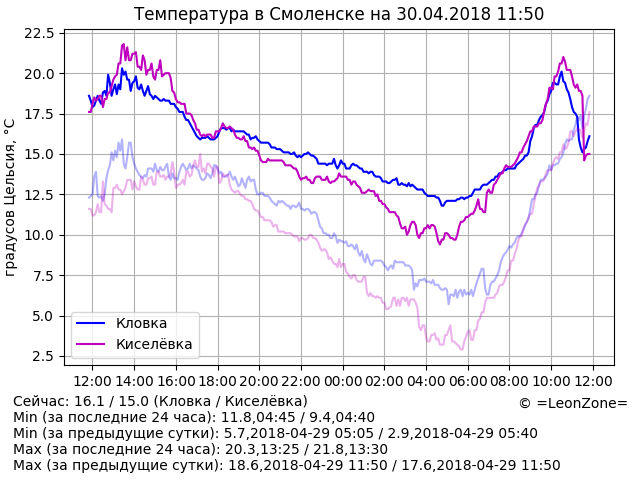 Температура в Смоленске на 30.04.2018 11:50
градусов Цельсия, °C
22.5
20.0
17.5
15.0
12.5
10.0
7.5
5.0
2.5
Кловка
Киселёвка
12:00 14:00 16:00 18:00 20:00 22:00 00:00 02:00 04:00 06:00 08:00 10:00 12:00
© =LeonZone=
Сейчас: 16.1 / 15.0 (Кловка / Киселёвка)
Min (за последние 24 часа): 11.8,04:45 / 9.4,04:40
Min (за предыдущие сутки): 5.7,2018-04-29 05:05 / 2.9,2018-04-29 05:40
Max (за последние 24 часа): 20.3,13:25 / 21.8,13:30
Max (за предыдущие сутки): 18.6,2018-04-29 11:50 / 17.6,2018-04-29 11:50